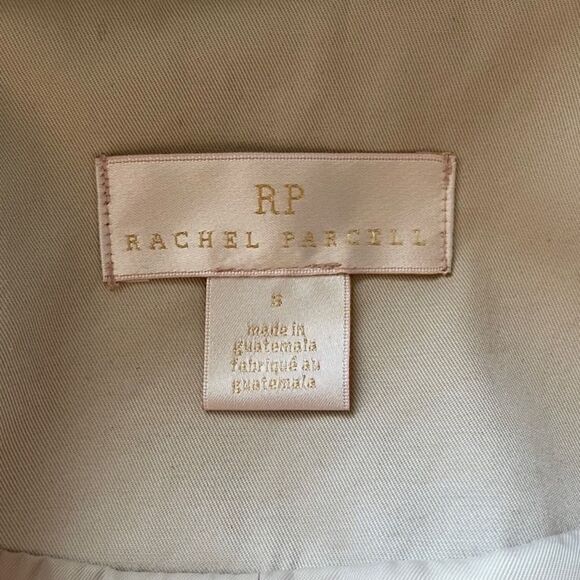 RP
RACHEL PARCELL
S
made in
guatemala
fabriqué au
guatemala